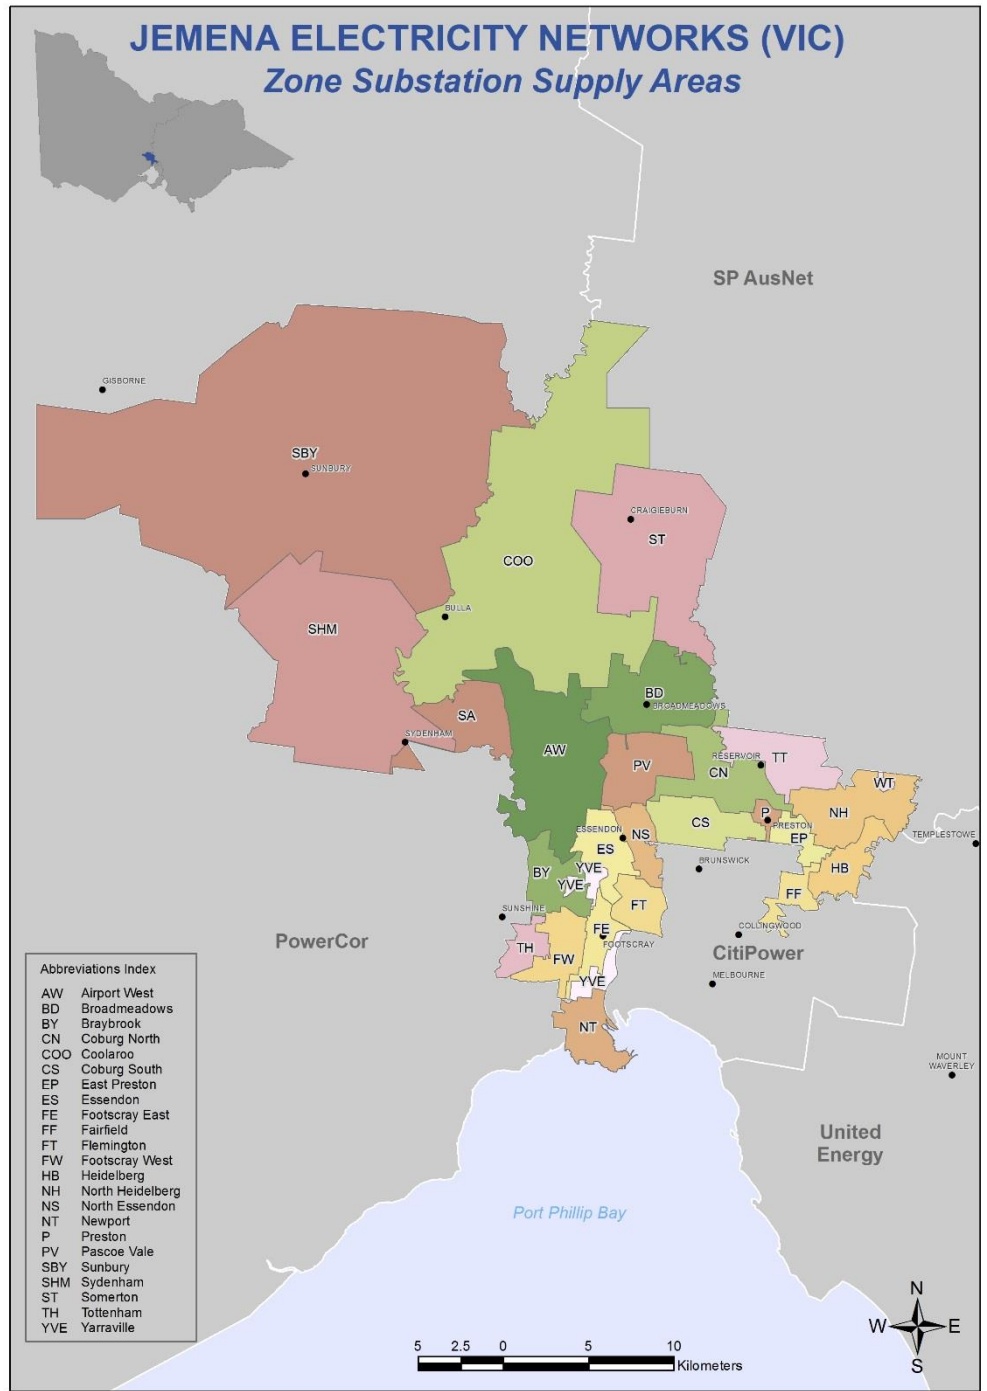 JEMENA ELECTRICITY NETWORKS (VIC)
Zone Substation Supply Areas
SP AusNet
GISBORNE
SBY
SUNBURY
CRAIGIEBURN
ST
COO
BULLA
SHM
BD
BROADMEADOWS
SA
SYDENHAM
AW
RESERVOIR
TT
PV
CN
WT
P
NH
PRESTON
CS
ESSENDON
NS
EP
TEMPLESTOWE
ES
BRUNSWICK
HB
YVE
BY
YVE
FF
FT
SUNSHINE
FE
COLLINGWOOD
PowerCor
FOOTSCRAY
TH
FW
CitiPower
YVE
MELBOURNE
NT
MOUNT
WAVERLEY
United
Energy
Port Phillip Bay
Abbreviations Index
AW Airport West
BD Broadmeadows
BY Braybrook
CN Coburg North
COO Coolaroo
CS Coburg South
EP East Preston
ES Essendon
FE Footscray East
FF Fairfield
FT Flemington
FW Footscray West
HB Heidelberg
NH North Heidelberg
NS North Essendon
NT Newport
P Preston
PV Pascoe Vale
SBY Sunbury
SHM Sydenham
ST Somerton
TH Tottenham
YVE Yarraville
N
W E
S
5 2.5 0 5 10
Kilometers